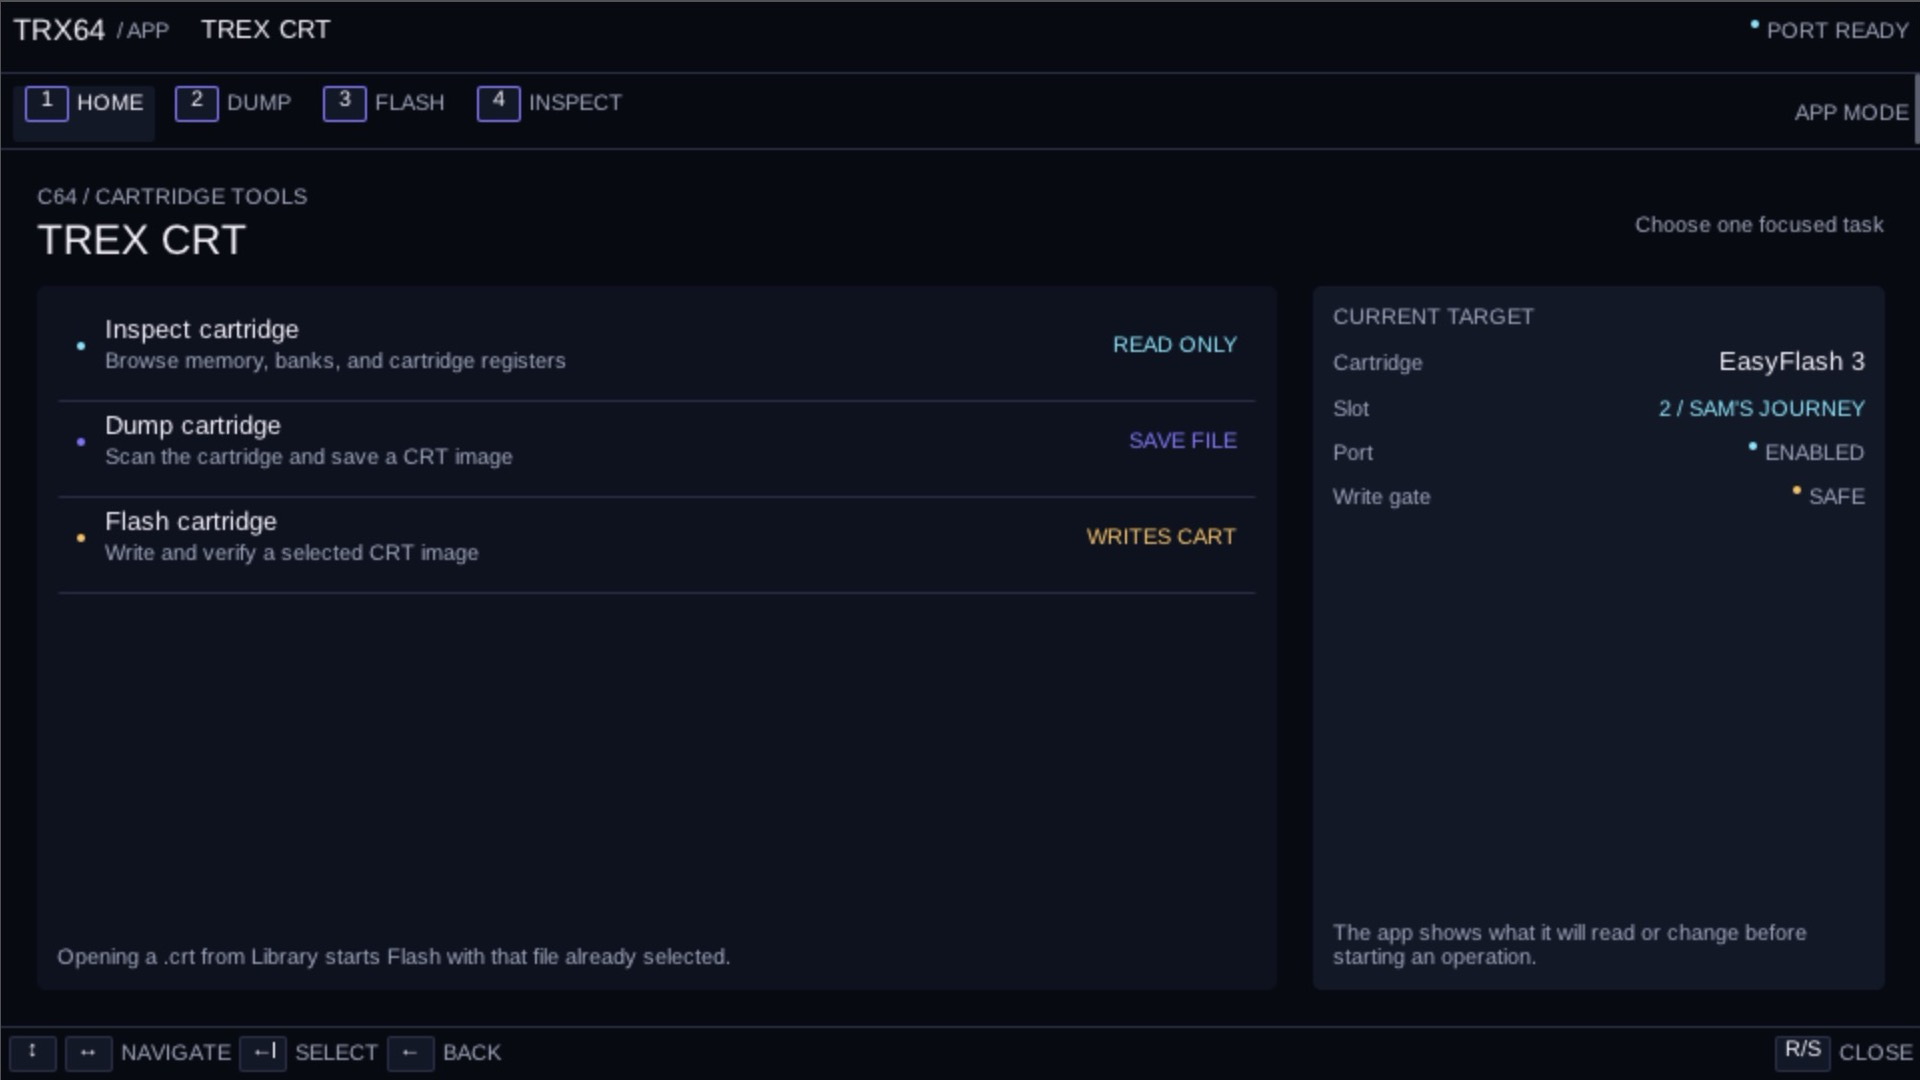 TRX64 / APP TREX CRT
PORT READY
1 HOME 2 DUMP 3 FLASH 4 INSPECT
APP MODE
C64 / CARTRIDGE TOOLS
TREX CRT
Choose one focused task
Inspect cartridge
Browse memory, banks, and cartridge registers
READ ONLY
Dump cartridge
Scan the cartridge and save a CRT image
SAVE FILE
Flash cartridge
Write and verify a selected CRT image
WRITES CART
Opening a .crt from Library starts Flash with that file already selected.
CURRENT TARGET
Cartridge EasyFlash 3
Slot 2 / SAM'S JOURNEY
Port ENABLED
Write gate SAFE
The app shows what it will read or change before
starting an operation.
↕ ↔ NAVIGATE ←I SELECT ← BACK
R/S CLOSE